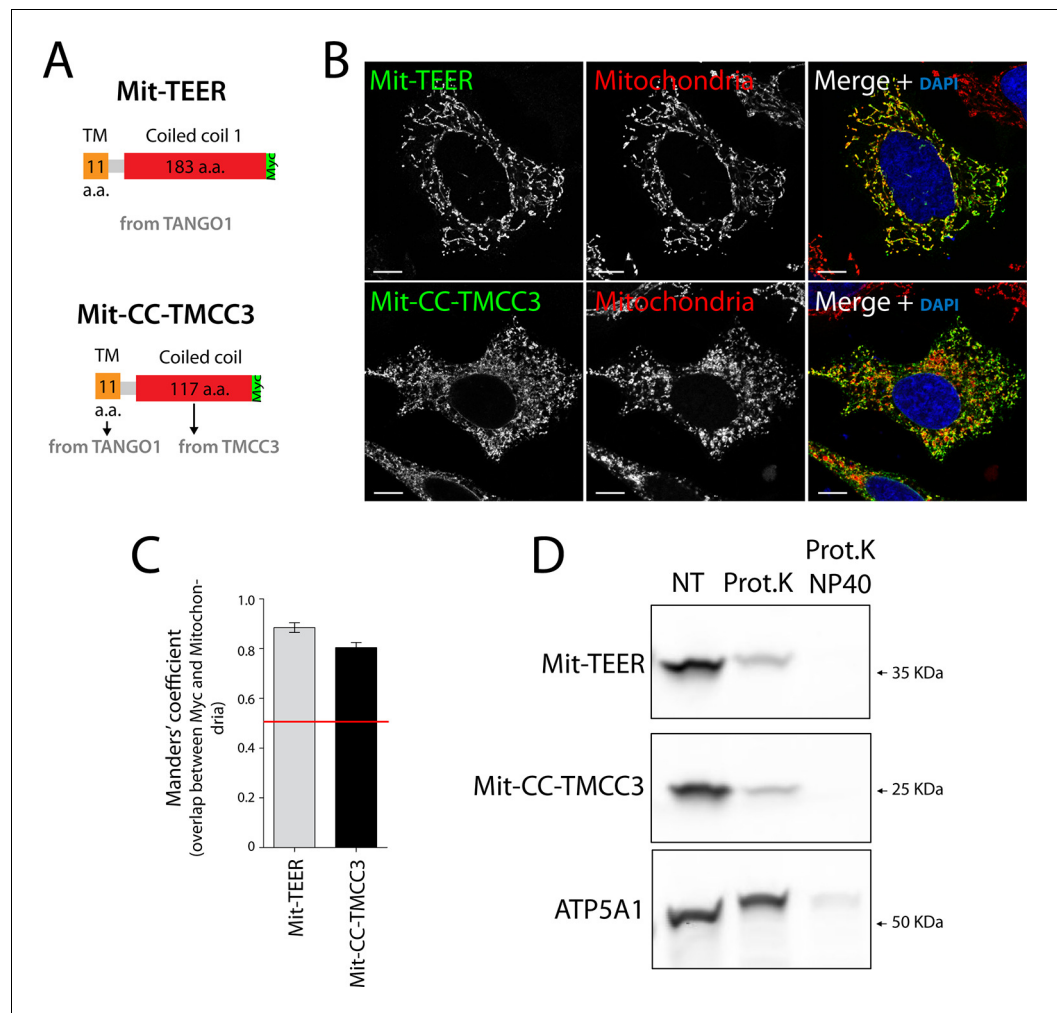 A
Mit-TEER
TM
Coiled coil 1
11
183 a.a.
Myc
a.a.
from TANGO1
Mit-CC-TMCC3
TM
Coiled coil
11
117 a.a.
Myc
a.a.
from TANGO1
from TMCC3
B
Mit-TEER
Mitochondria
Merge + DAPI
Mit-CC-TMCC3
Mitochondria
Merge + DAPI
C
Manders' coefficient
(overlap between Myc and Mitochon-
dria)
1.0
0.8
0.6
0.4
0.2
0
Mit-TEER
Mit-CC-TMCC3
D
NT
Prot.K
Prot.K
NP40
Mit-TEER
← 35 KDa
Mit-CC-TMCC3
← 25 KDa
ATP5A1
← 50 KDa